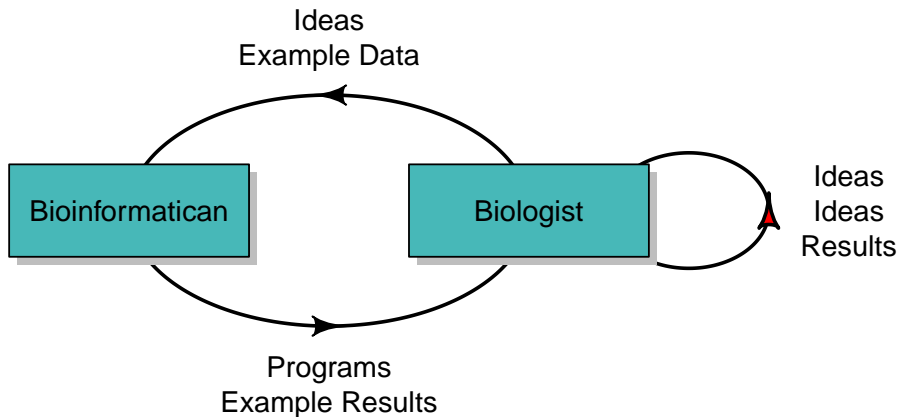 Ideas
Example Data
Bioinformatican
Biologist
Ideas
Ideas
Results
Programs
Example Results